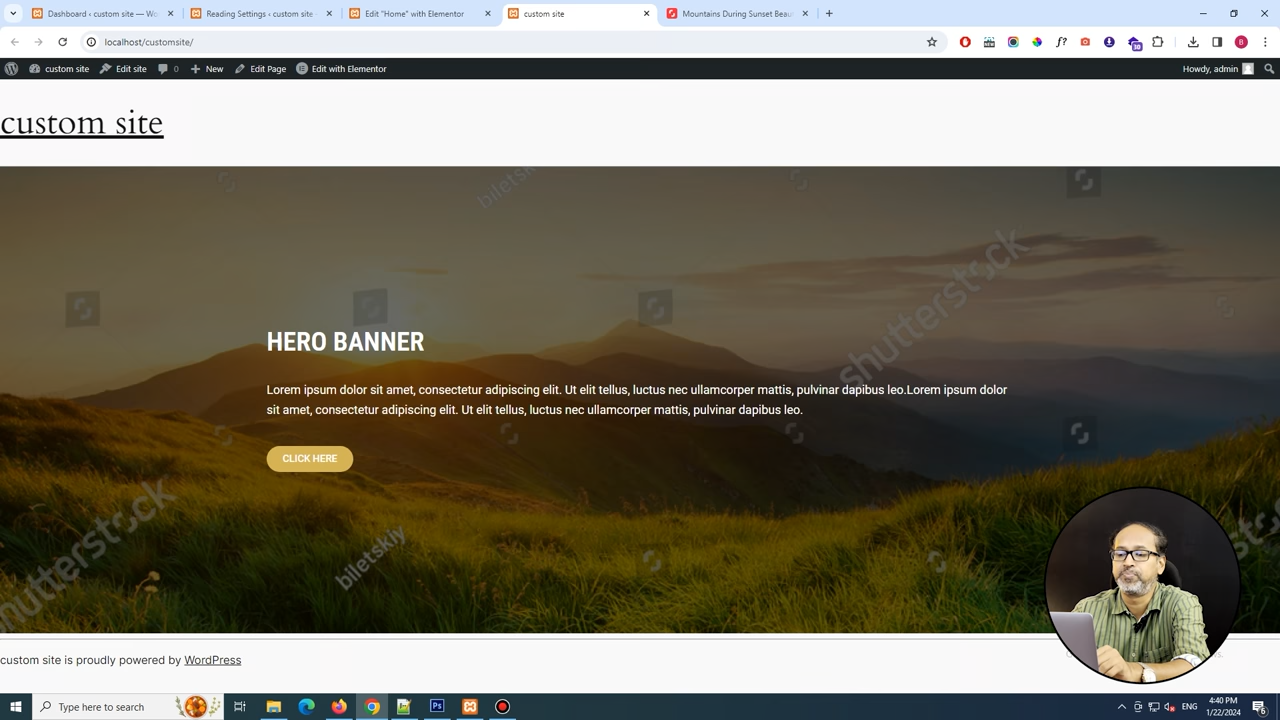 Dashboard ‹ custom site — Wo
Reading Settings ‹ custom site -
Edit "Home" with Elementor
custom site
Mountains During Sunset Beau
localhost/customsite/
f?
10
B
custom site
Edit site
0
New
Edit Page
Edit with Elementor
Howdy, admin
custom site
biletsk
shutterstock
HERO BANNER
Lorem ipsum dolor sit amet, consectetur adipiscing elit. Ut elit tellus, luctus nec ullamcorper mattis, pulvinar dapibus leo.Lorem ipsum dolor
sit amet, consectetur adipiscing elit. Ut elit tellus, luctus nec ullamcorper mattis, pulvinar dapibus leo.
CLICK HERE
shutterstock
biletskiy
custom site is proudly powered by WordPress
Type here to search
Ps
ENG
4:40 PM
1/22/2024
6